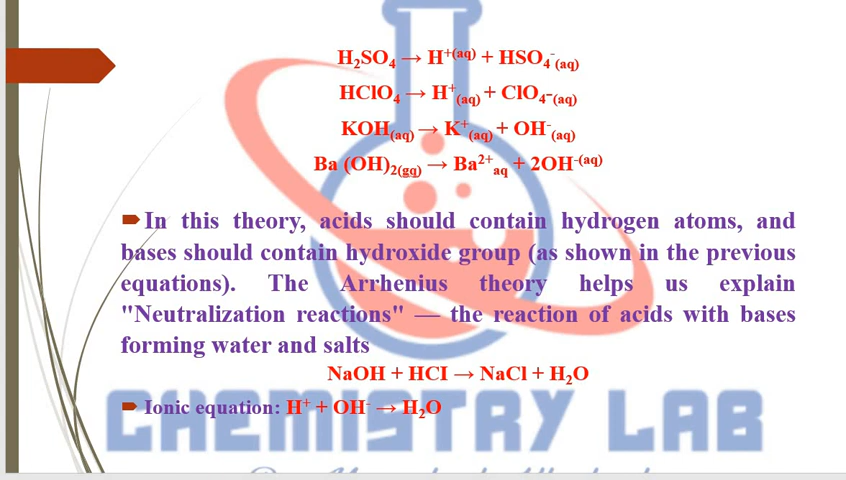 H₂SO₄ → H⁺⁽ᵃq⁾ + HSO₄⁻(aq)
HClO₄ → H⁺(aq) + ClO₄-(aq)
KOH(aq) → K⁺(aq) + OH⁻(aq)
Ba (OH)₂(gq) → Ba²⁺ aq + 2OH⁻⁽ᵃq⁾
In this theory, acids should contain hydrogen atoms, and
bases should contain hydroxide group (as shown in the previous
equations). The Arrhenius theory helps us explain
"Neutralization reactions" — the reaction of acids with bases
forming water and salts
NaOH + HCI → NaCl + H₂O
Ionic equation: H⁺ + OH⁻ → H₂O
CHEMISTRY LAB